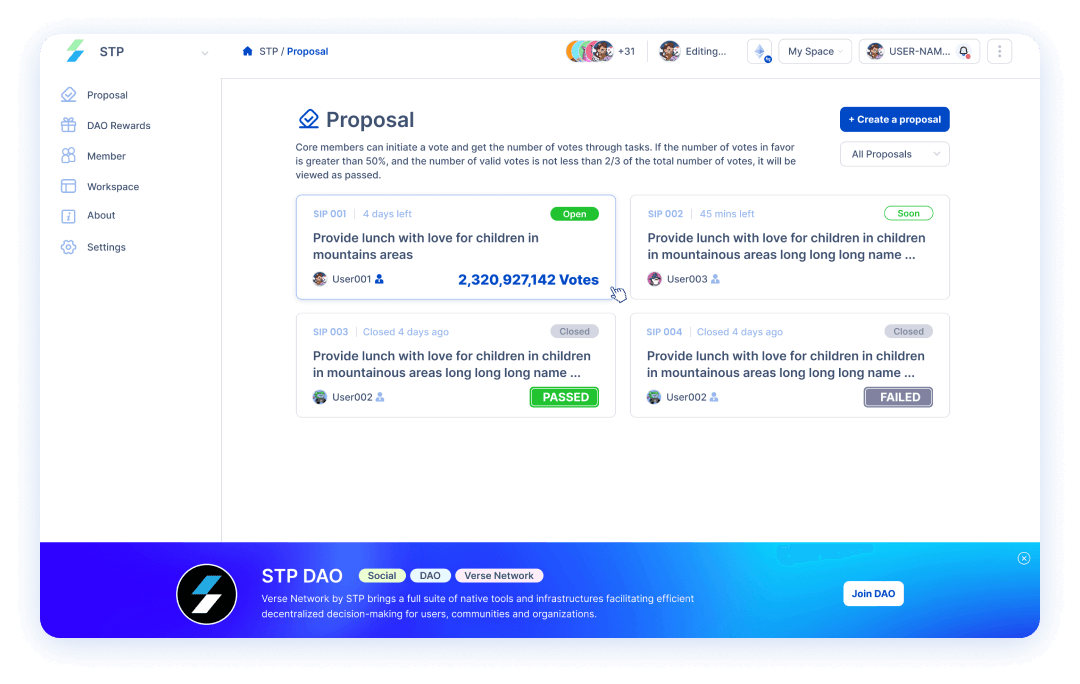 STP
STP / Proposal
+31
Editing...
My Space
USER-NAM...
Proposal
DAO Rewards
Member
Workspace
About
Settings
Proposal
+ Create a proposal
Core members can initiate a vote and get the number of votes through tasks. If the number of votes in favor
is greater than 50%, and the number of valid votes is not less than 2/3 of the total number of votes, it will be
viewed as passed.
All Proposals
SIP 001 4 days left Open
Provide lunch with love for children in
mountains areas
User001 2,320,927,142 Votes
SIP 002 45 mins left Soon
Provide lunch with love for children in children
in mountainous areas long long long name ...
User003
SIP 003 Closed 4 days ago Closed
Provide lunch with love for children in children
in mountainous areas long long long name ...
User002 PASSED
SIP 004 Closed 4 days ago Closed
Provide lunch with love for children in children
in mountainous areas long long long name ...
User002 FAILED
STP DAO Social DAO Verse Network
Verse Network by STP brings a full suite of native tools and infrastructures facilitating efficient
decentralized decision-making for users, communities and organizations.
Join DAO